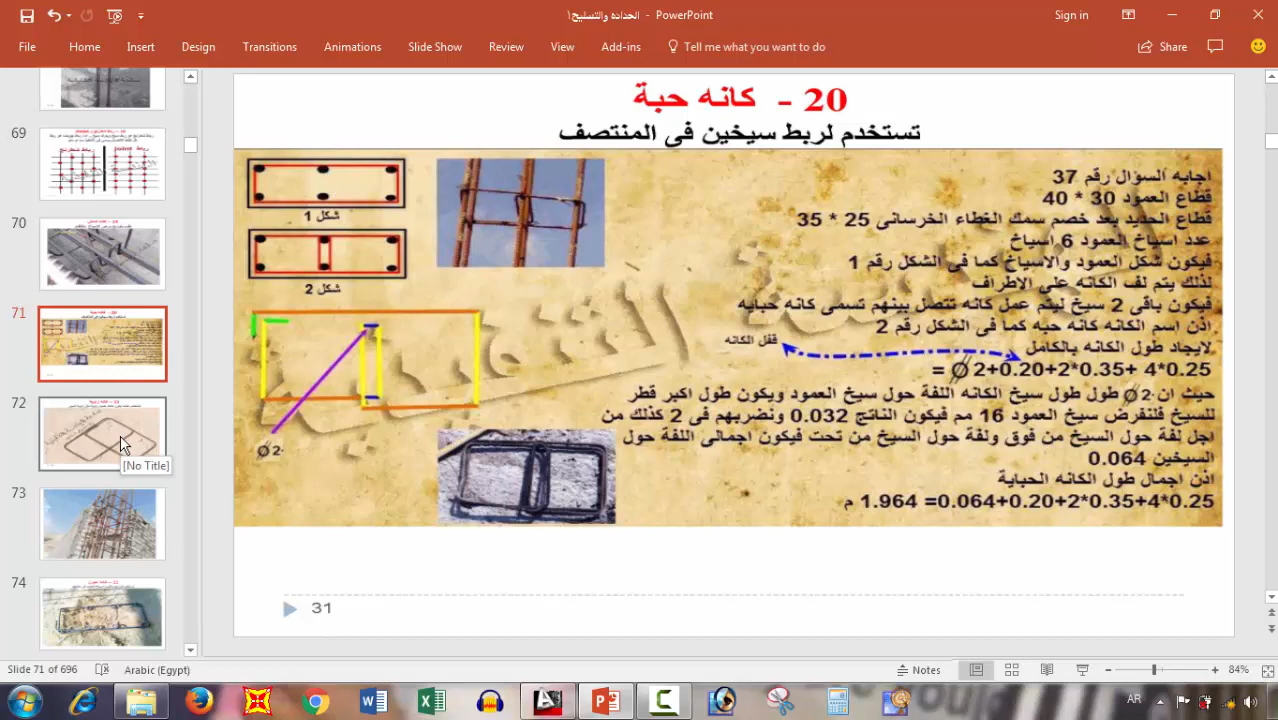 الحداده والتسليح١ - PowerPoint
Sign in
File Home Insert Design Transitions Animations Slide Show Review View Add-ins Tell me what you want to do Share
69
70
71
72
73
74
[No Title]
20 - كانه حبة
تستخدم لربط سيخين فى المنتصف
شكل 1
شكل 2
Ø 2·
اجابه السؤال رقم 37
قطاع العمود 30 * 40
قطاع الحديد بعد خصم سمك الغطاء الخرسانى 25 * 35
عدد اسياخ العمود 6 اسياخ
فيكون شكل العمود والاسياخ كما فى الشكل رقم 1
لذلك يتم لف الكانه على الاطراف
فيكون باقى 2 سيخ ليتم عمل كانه تتصل بينهم تسمى كانه حبايه
اذن اسم الكانه كانه حبه كما فى الشكل رقم 2
قفل الكانه
لايجاد طول الكانه بالكامل
= Ø 2+0.20+2*0.35+ 4*0.25
حيث ان Ø2 طول طول سيخ الكانه اللفة حول سيخ العمود ويكون طول اكبر قطر
للسيخ فلنفرض سيخ العمود 16 مم فيكون الناتج 0.032 ونضربهم فى 2 كذلك من
اجل لفة حول السيخ من فوق ولفة حول السيخ من تحت فيكون اجمالى اللفة حول
السيخين 0.064
اذن اجمال طول الكانه الحباية
0.25*4+0.35*2+0.20+0.064= 1.964 م
31
Slide 71 of 696 Arabic (Egypt) Notes 84%
AR